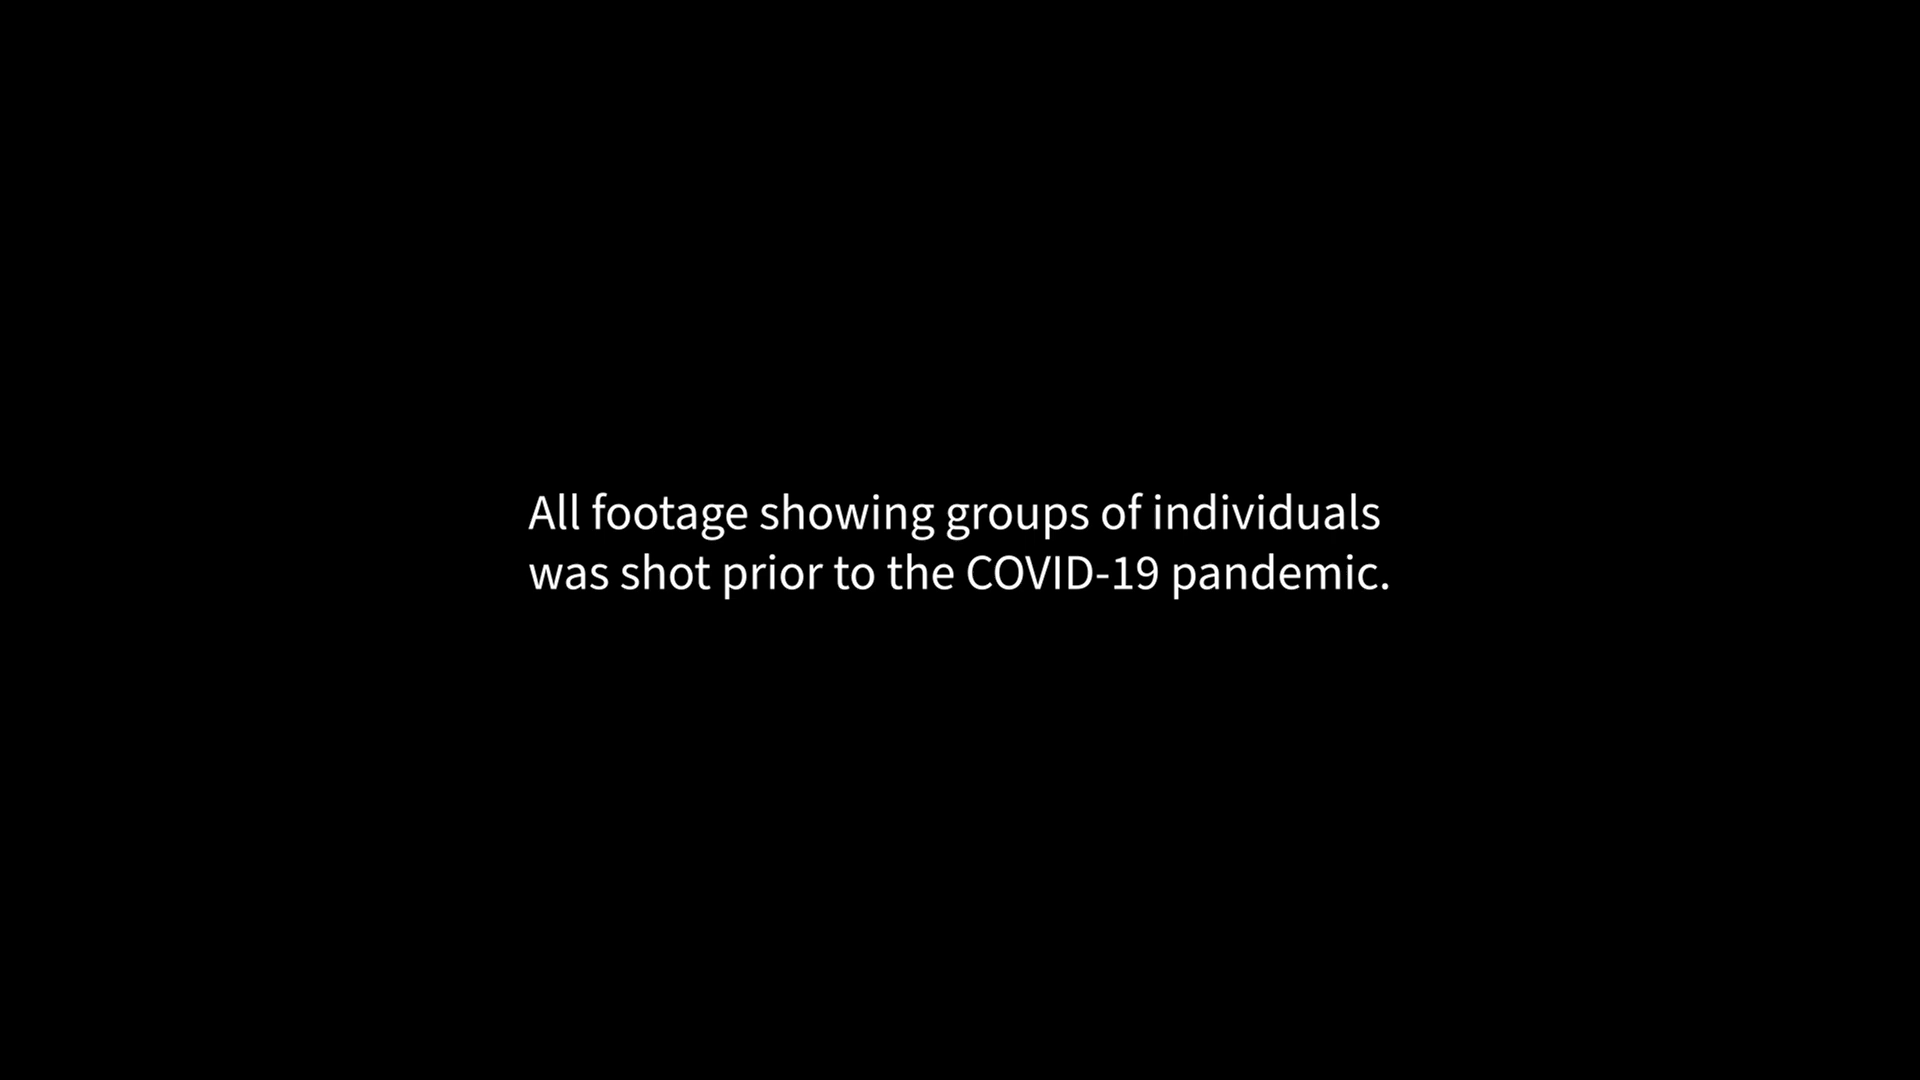 All footage showing groups of individuals
was shot prior to the COVID-19 pandemic.